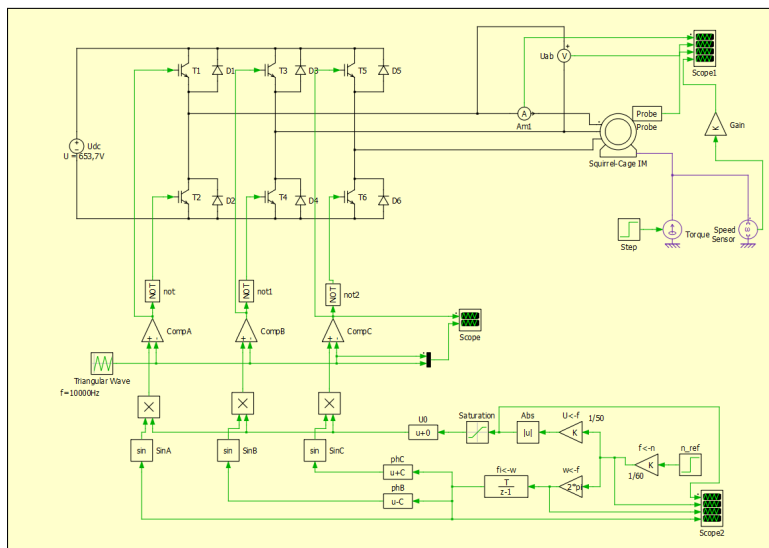 T1
D1
T3
D3
T5
D5
Uab
V
Scope1
A
Am1
Probe
Probe
Gain
K
Udc
U = 653,7V
Squirrel-Cage IM
T2
D2
T4
D4
T6
D6
Step
Torque
Speed
Sensor
NOT
not
NOT
not1
NOT
not2
CompA
CompB
CompC
Scope
Triangular Wave
f=10000Hz
U0
u+0
Saturation
Abs
|u|
U<-f
K
1/50
sin
SinA
sin
SinB
sin
SinC
phC
u+C
phB
u-C
fi<-w
T
z-1
w<-f
2*pi
f<-n
K
1/60
n_ref
Scope2